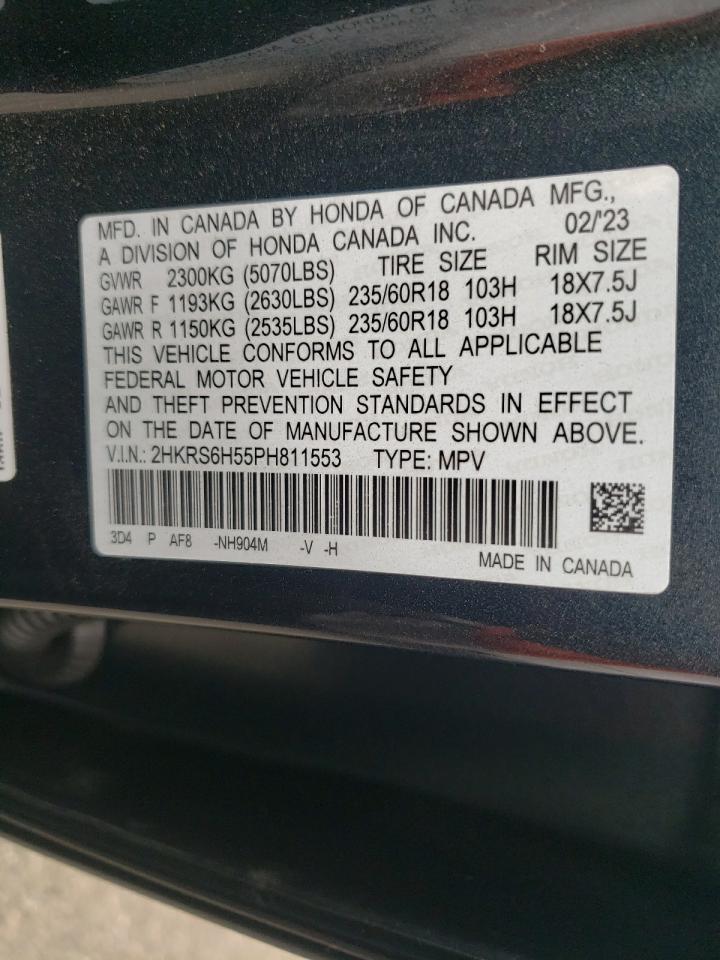 MFD. IN CANADA BY HONDA OF CANADA MFG.,
A DIVISION OF HONDA CANADA INC. 02/'23
GVWR 2300KG (5070LBS) TIRE SIZE RIM SIZE
GAWR F 1193KG (2630LBS) 235/60R18 103H 18X7.5J
GAWR R 1150KG (2535LBS) 235/60R18 103H 18X7.5J
THIS VEHICLE CONFORMS TO ALL APPLICABLE
FEDERAL MOTOR VEHICLE SAFETY
AND THEFT PREVENTION STANDARDS IN EFFECT
ON THE DATE OF MANUFACTURE SHOWN ABOVE.
V.I.N.: 2HKRS6H55PH811553 TYPE: MPV
3D4 P AF8 -NH904M -V -H
MADE IN CANADA